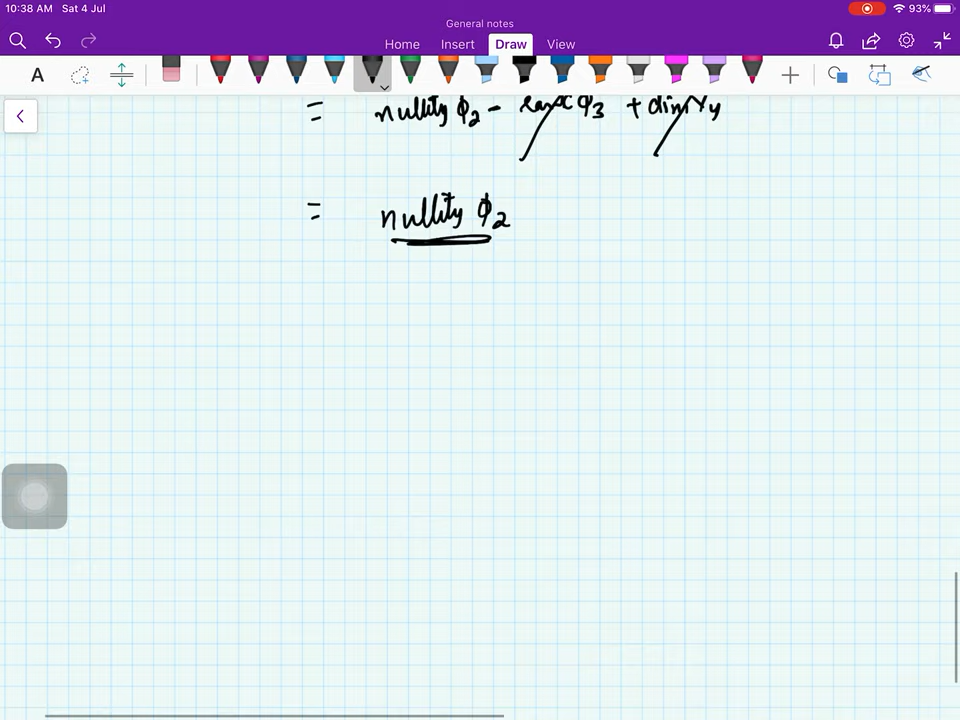 10:38 AM Sat 4 Jul 93%
General notes
Home Insert Draw View
A
= nullity ϕ₂ - rank ϕ₃ + dim V₄
= nullity ϕ₂